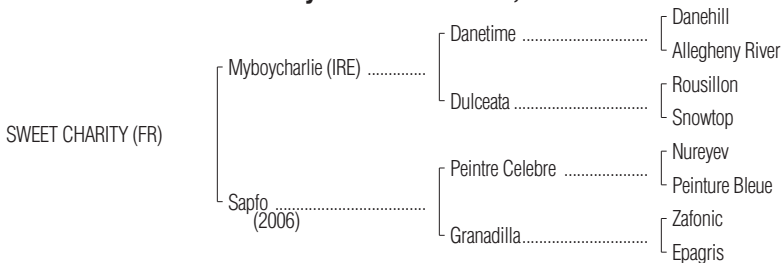 Danehill
Danetime ..............................
Allegheny River
Myboycharlie (IRE) ..............
Rousillon
Dulceata ................................
Snowtop
SWEET CHARITY (FR)
Nureyev
Peintre Celebre ....................
Peinture Bleue
Sapfo ....................................
(2006)
Zafonic
Granadilla..............................
Epagris